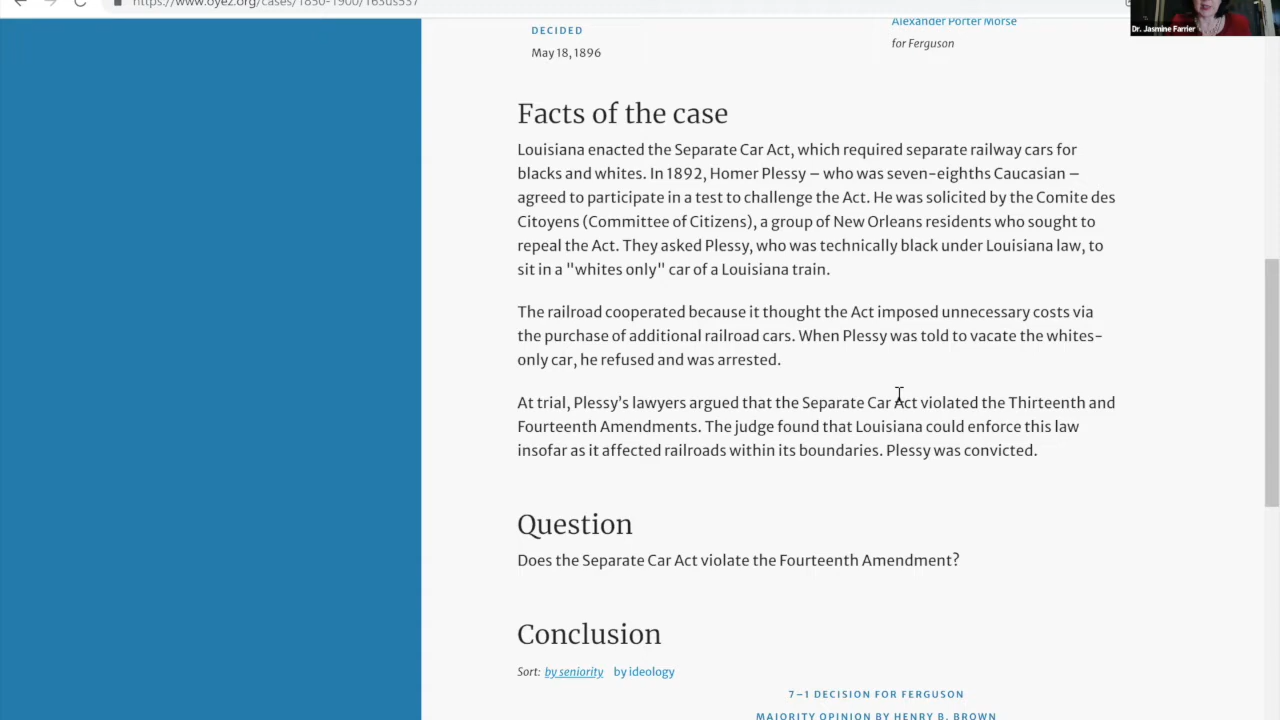 https://www.oyez.org/cases/1850-1900/163us537
Alexander Porter Morse
Dr. Jasmine Farrier
DECIDED
for Ferguson
May 18, 1896
Facts of the case
Louisiana enacted the Separate Car Act, which required separate railway cars for
blacks and whites. In 1892, Homer Plessy – who was seven-eighths Caucasian –
agreed to participate in a test to challenge the Act. He was solicited by the Comite des
Citoyens (Committee of Citizens), a group of New Orleans residents who sought to
repeal the Act. They asked Plessy, who was technically black under Louisiana law, to
sit in a "whites only" car of a Louisiana train.
The railroad cooperated because it thought the Act imposed unnecessary costs via
the purchase of additional railroad cars. When Plessy was told to vacate the whites-
only car, he refused and was arrested.
At trial, Plessy’s lawyers argued that the Separate Car Act violated the Thirteenth and
Fourteenth Amendments. The judge found that Louisiana could enforce this law
insofar as it affected railroads within its boundaries. Plessy was convicted.
Question
Does the Separate Car Act violate the Fourteenth Amendment?
Conclusion
Sort: by seniority by ideology
7–1 DECISION FOR FERGUSON
MAJORITY OPINION BY HENRY B. BROWN